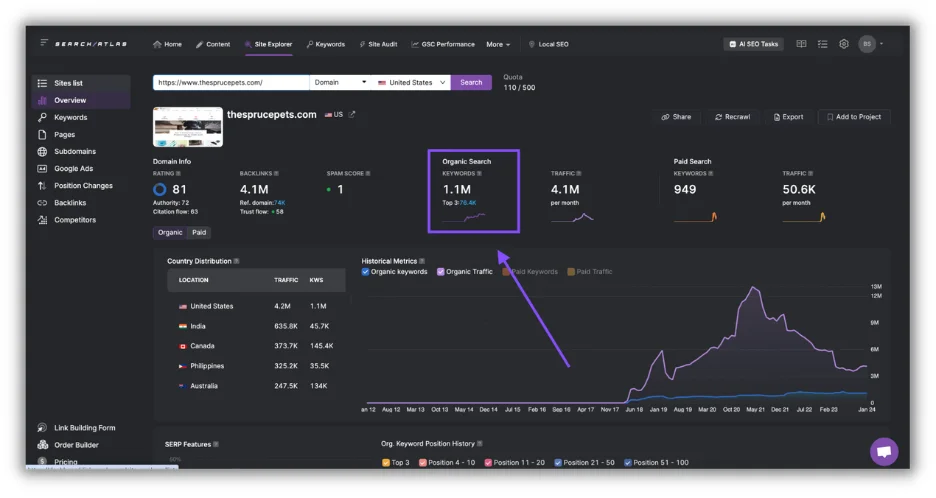 SEARCH/ATLAS
Home
Content
Site Explorer
Keywords
Site Audit
GSC Performance
More
Local SEO
AI SEO Tasks
BS
Sites list
Overview
Keywords
Pages
Subdomains
Google Ads
Position Changes
Backlinks
Competitors
Link Building Form
Order Builder
Pricing
https://www.thesprucepets.com/
Domain
United States
Search
Quota
110 / 500
thesprucepets.com
US
Share
Recrawl
Export
Add to Project
Domain Info
RATING
81
Authority: 72
Citation flow: 63
BACKLINKS
4.1M
Ref. domain:74K
Trust flow: 58
SPAM SCORE
1
Organic Search
KEYWORDS
1.1M
Top 3:76.4K
TRAFFIC
4.1M
per month
Paid Search
KEYWORDS
949
TRAFFIC
50.6K
per month
Organic
Paid
Country Distribution
LOCATION TRAFFIC KWS
United States 4.2M 1.1M
India 635.8K 45.7K
Canada 373.7K 145.4K
Philippines 325.2K 35.5K
Australia 247.5K 134K
Historical Metrics
Organic keywords Organic Traffic Paid Keywords Paid Traffic
12M
9M
6M
3M
0
an 12 Aug 12 Mar 13 Oct 13 May 14 Dec 14 Jul 15 Feb 16 Sep 16 Apr 17 Nov 17 Jun 18 Jan 19 Aug 19 Mar 20 Oct 20 May 21 Dec 21 Jul 22 Feb 23 Jan 24
SERP Features
Org. Keyword Position History
Top 3 Position 4 - 10 Position 11 - 20 Position 21 - 50 Position 51 - 100